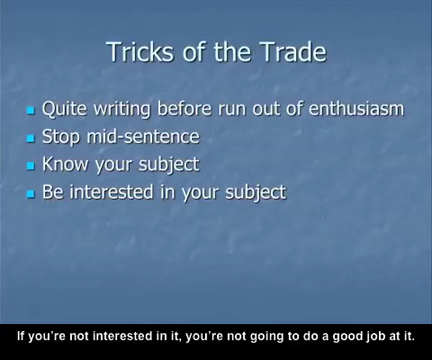 Tricks of the Trade
Quite writing before run out of enthusiasm
Stop mid-sentence
Know your subject
Be interested in your subject
If you're not interested in it, you're not going to do a good job at it.